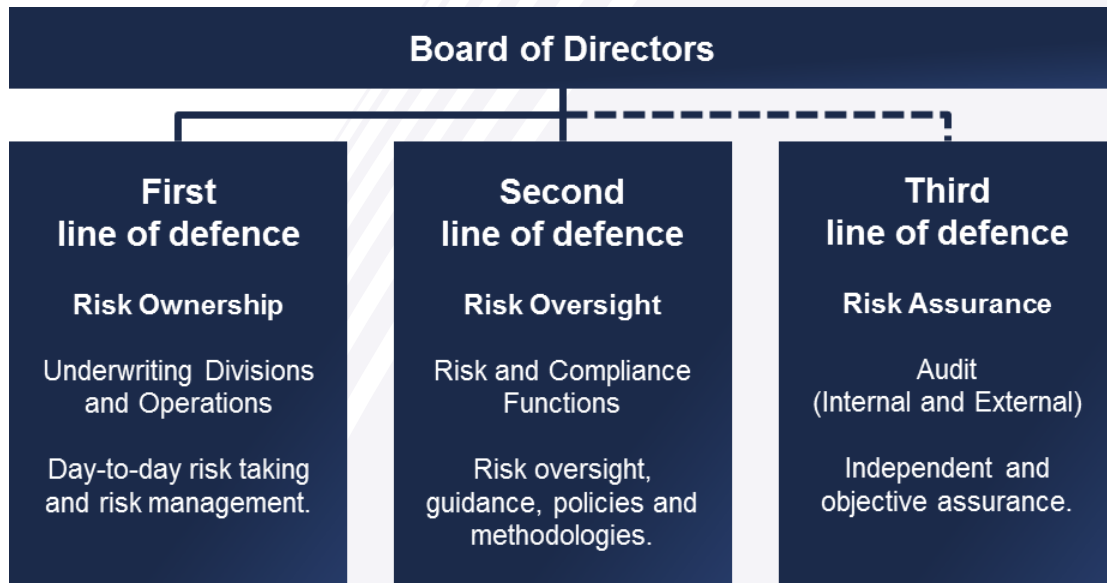 Board of Directors
First
line of defence
Risk Ownership
Underwriting Divisions
and Operations
Day-to-day risk taking
and risk management.
Second
line of defence
Risk Oversight
Risk and Compliance
Functions
Risk oversight,
guidance, policies and
methodologies.
Third
line of defence
Risk Assurance
Audit
(Internal and External)
Independent and
objective assurance.